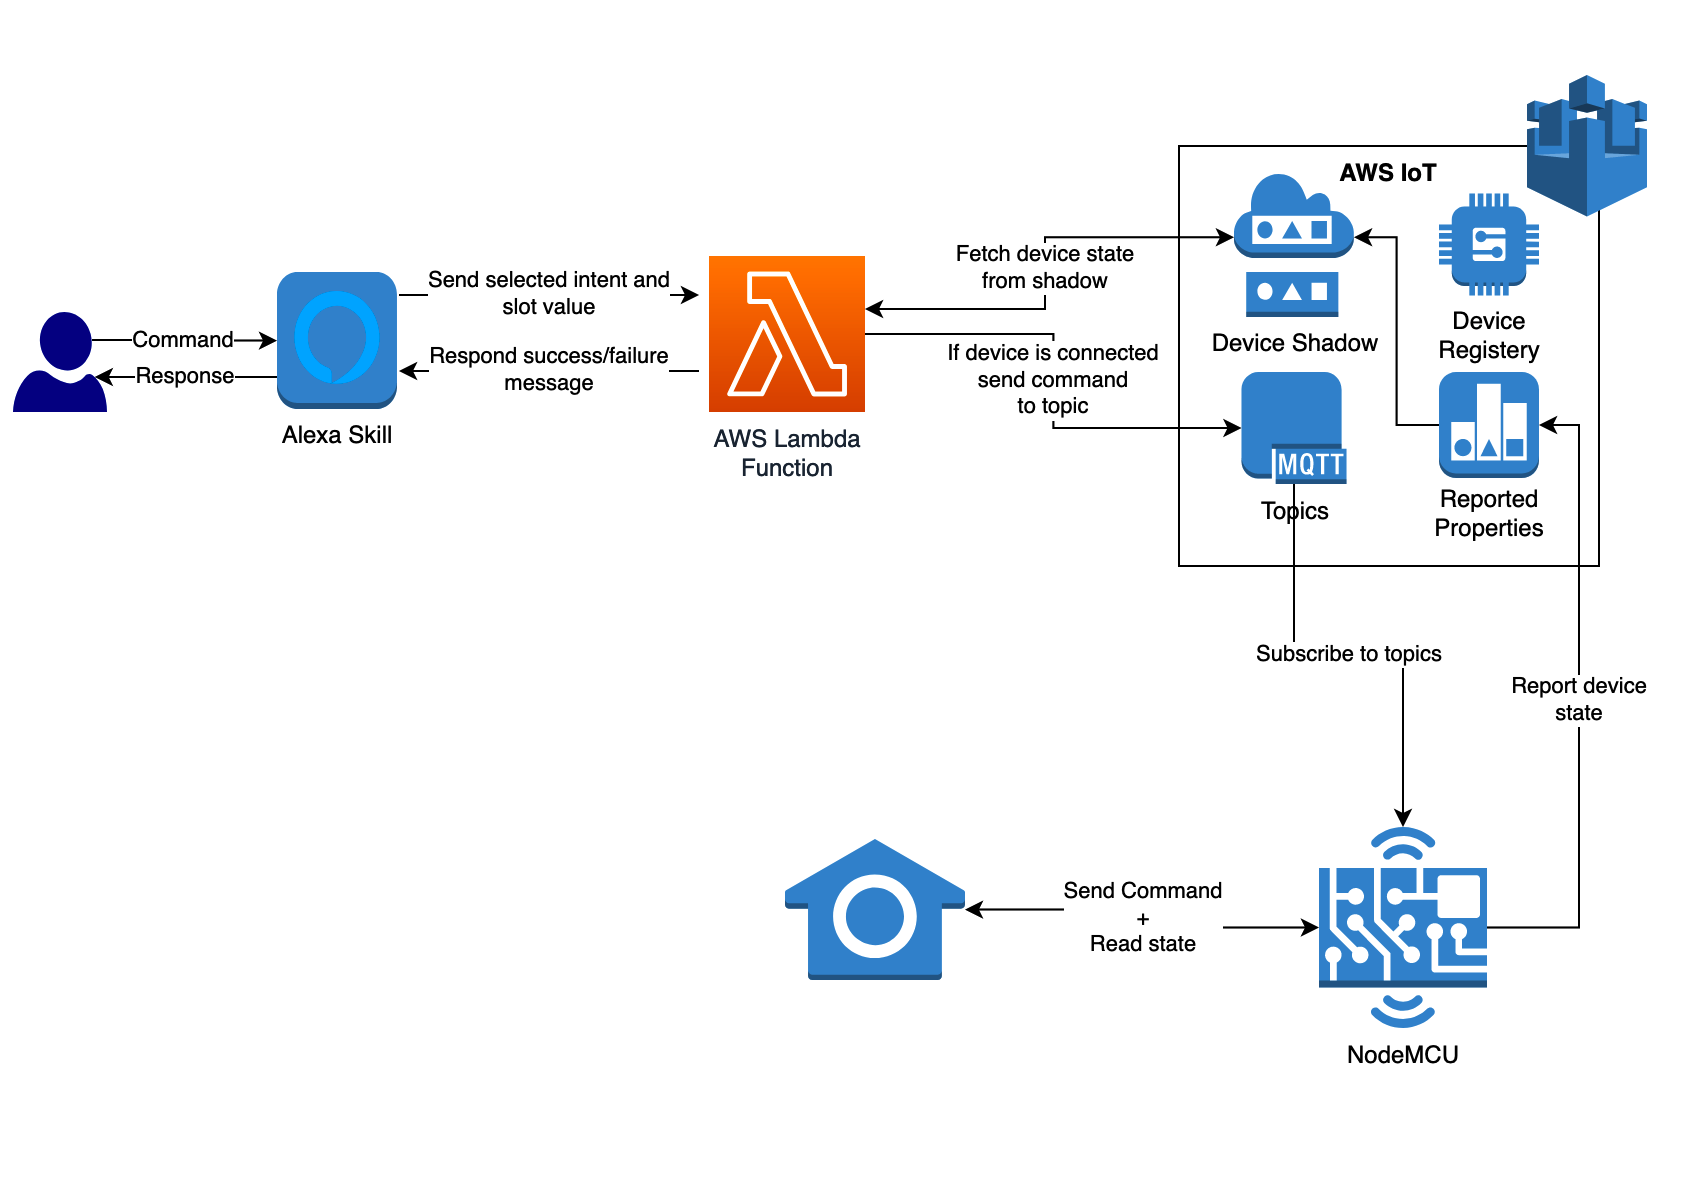 Command
Response
Alexa Skill
Send selected intent and
slot value
Respond success/failure
message
AWS Lambda
Function
Fetch device state
from shadow
If device is connected
send command
to topic
AWS IoT
Device Shadow
Device
Registery
MQTT
Topics
Reported
Properties
Subscribe to topics
Report device
state
Send Command
+
Read state
NodeMCU